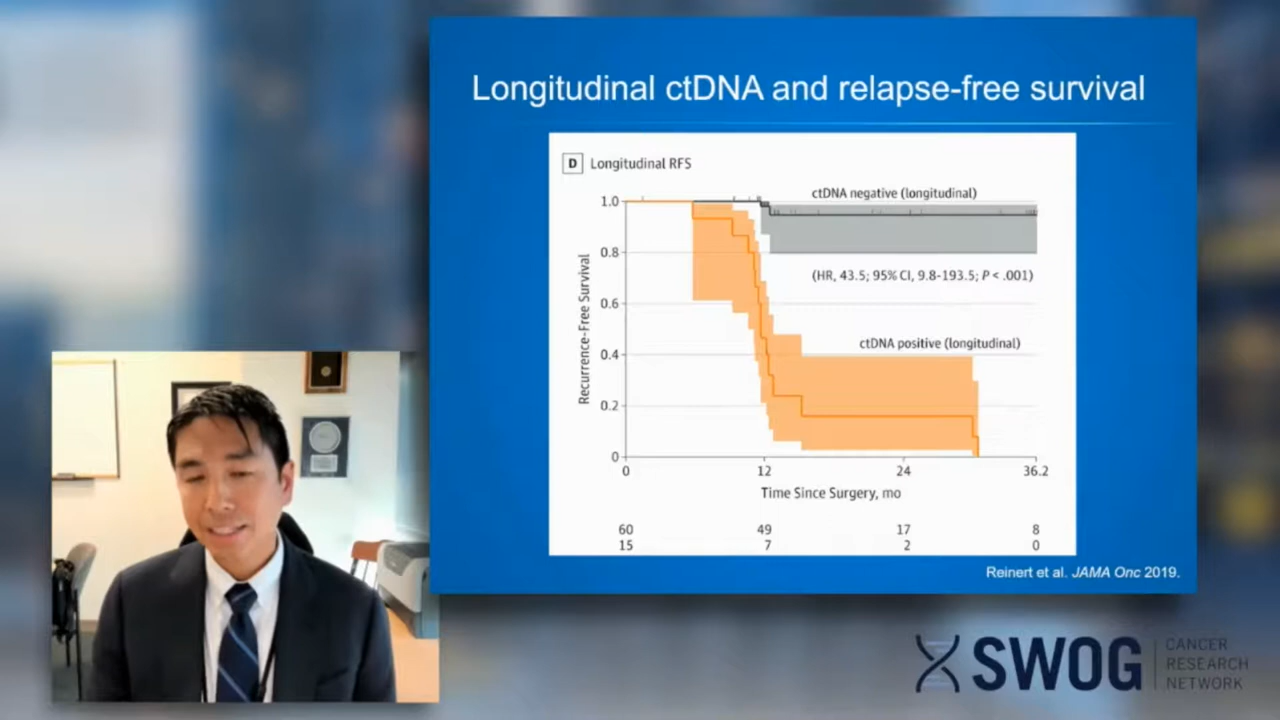 Longitudinal ctDNA and relapse-free survival
D Longitudinal RFS
ctDNA negative (longitudinal)
1.0
0.8
0.6
0.4
0.2
0
Recurrence-Free Survival
(HR, 43.5; 95% CI, 9.8-193.5; P < .001)
ctDNA positive (longitudinal)
0 12 24 36.2
Time Since Surgery, mo
60 49 17 8
15 7 2 0
Reinert et al. JAMA Onc 2019.
SWOG
CANCER
RESEARCH
NETWORK